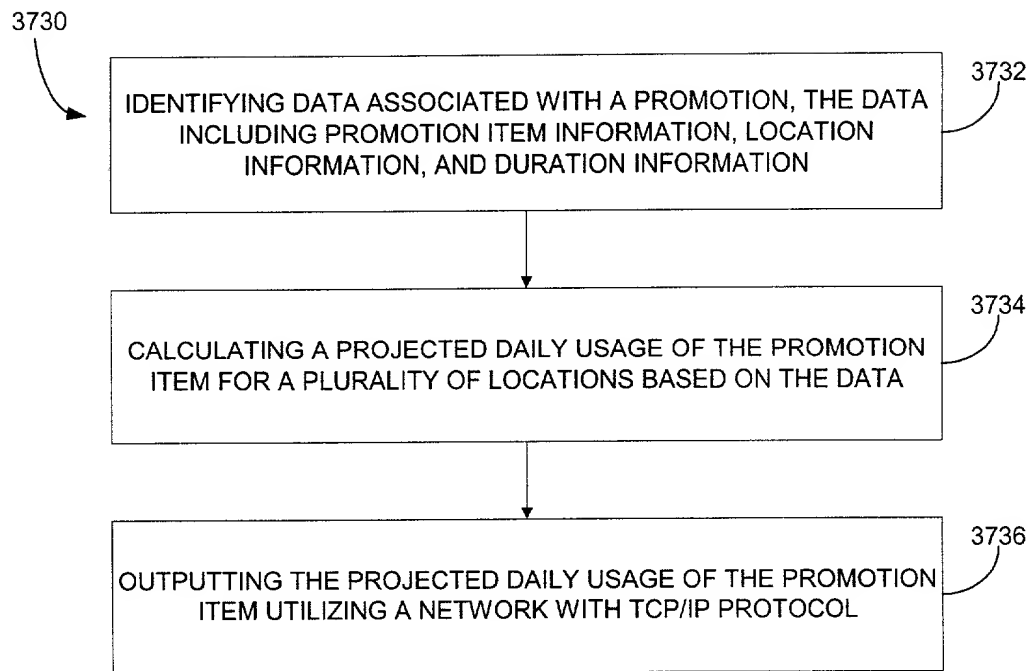 3730
3732
IDENTIFYING DATA ASSOCIATED WITH A PROMOTION, THE DATA
INCLUDING PROMOTION ITEM INFORMATION, LOCATION
INFORMATION, AND DURATION INFORMATION
3734
CALCULATING A PROJECTED DAILY USAGE OF THE PROMOTION
ITEM FOR A PLURALITY OF LOCATIONS BASED ON THE DATA
3736
OUTPUTTING THE PROJECTED DAILY USAGE OF THE PROMOTION
ITEM UTILIZING A NETWORK WITH TCP/IP PROTOCOL